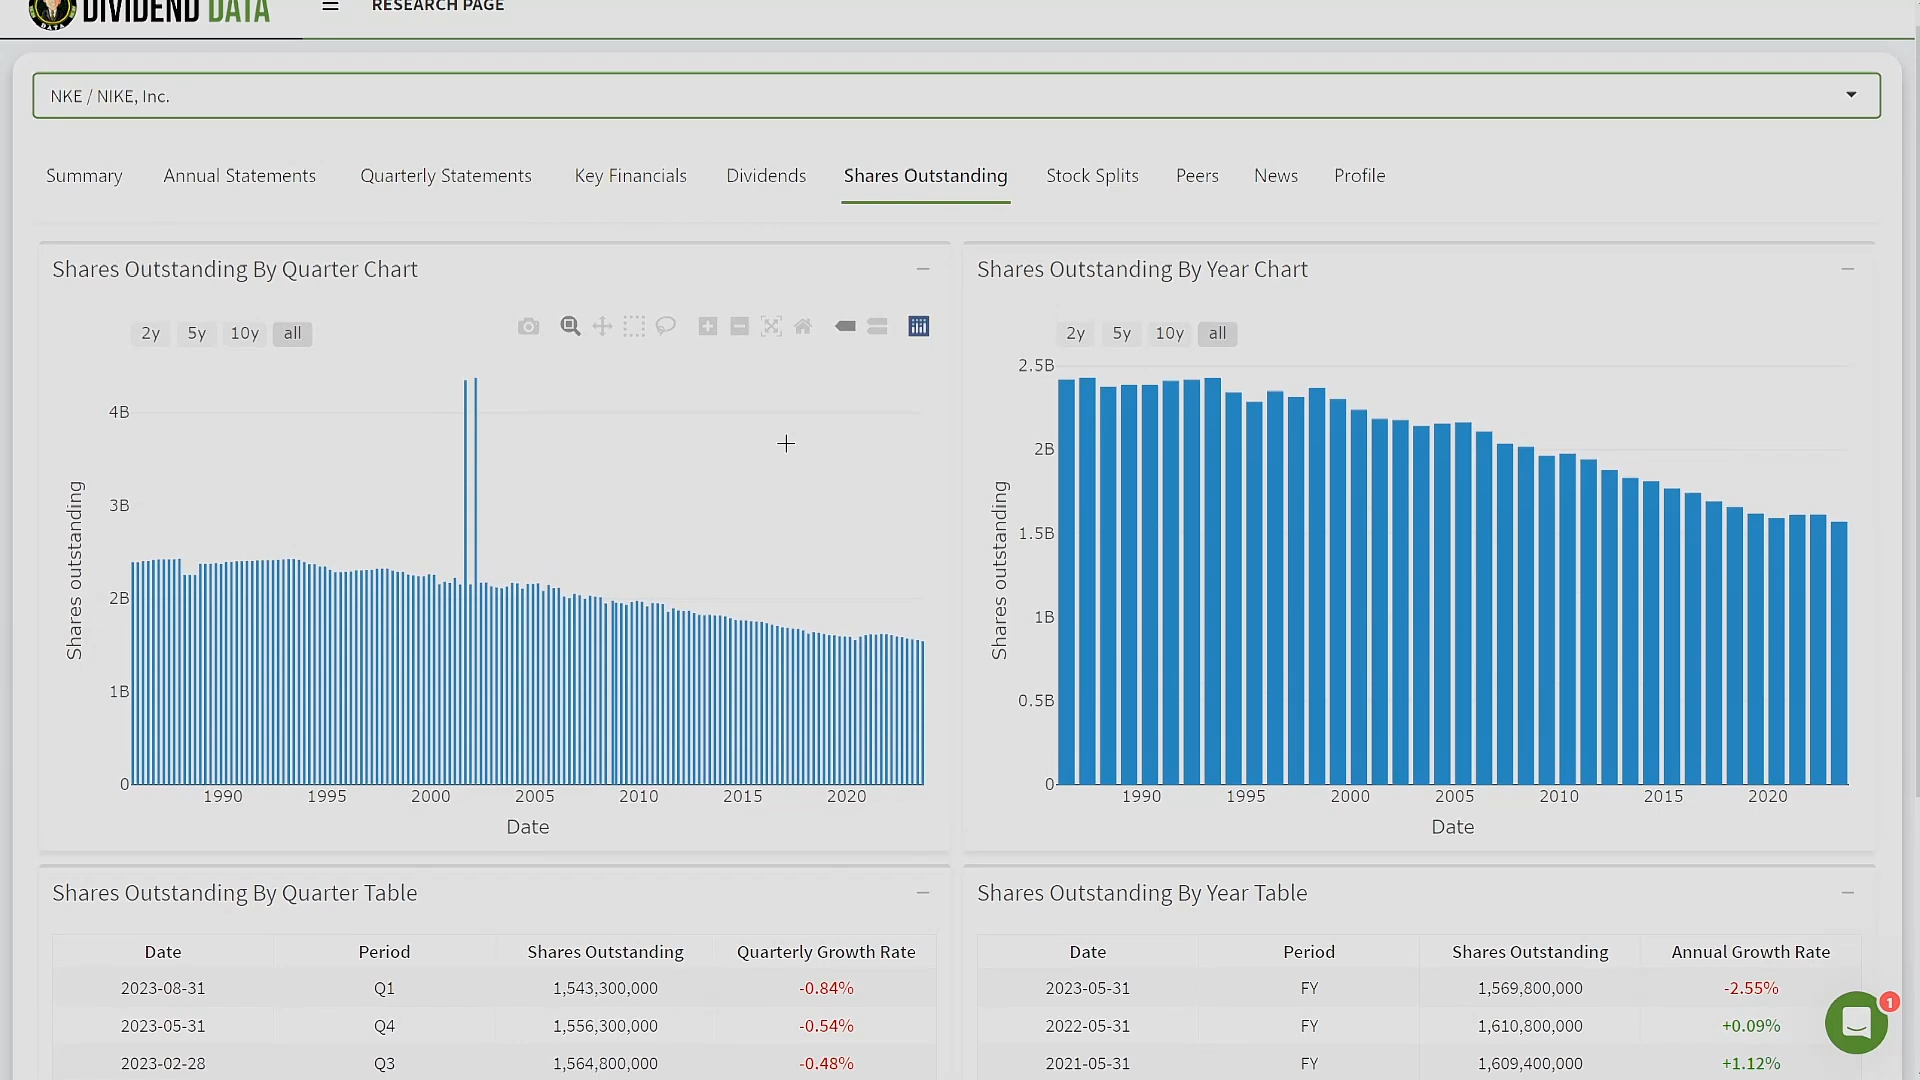 DIVIDEND DATA
RESEARCH PAGE
NKE / NIKE, Inc.
Summary Annual Statements Quarterly Statements Key Financials Dividends Shares Outstanding Stock Splits Peers News Profile
Shares Outstanding By Quarter Chart
2y 5y 10y all
4B
3B
2B
1B
0
Shares outstanding
1990 1995 2000 2005 2010 2015 2020
Date
Shares Outstanding By Year Chart
2y 5y 10y all
2.5B
2B
1.5B
1B
0.5B
0
Shares outstanding
1990 1995 2000 2005 2010 2015 2020
Date
Shares Outstanding By Quarter Table
Date Period Shares Outstanding Quarterly Growth Rate
2023-08-31 Q1 1,543,300,000 -0.84%
2023-05-31 Q4 1,556,300,000 -0.54%
2023-02-28 Q3 1,564,800,000 -0.48%
Shares Outstanding By Year Table
Date Period Shares Outstanding Annual Growth Rate
2023-05-31 FY 1,569,800,000 -2.55%
2022-05-31 FY 1,610,800,000 +0.09%
2021-05-31 FY 1,609,400,000 +1.12%
1